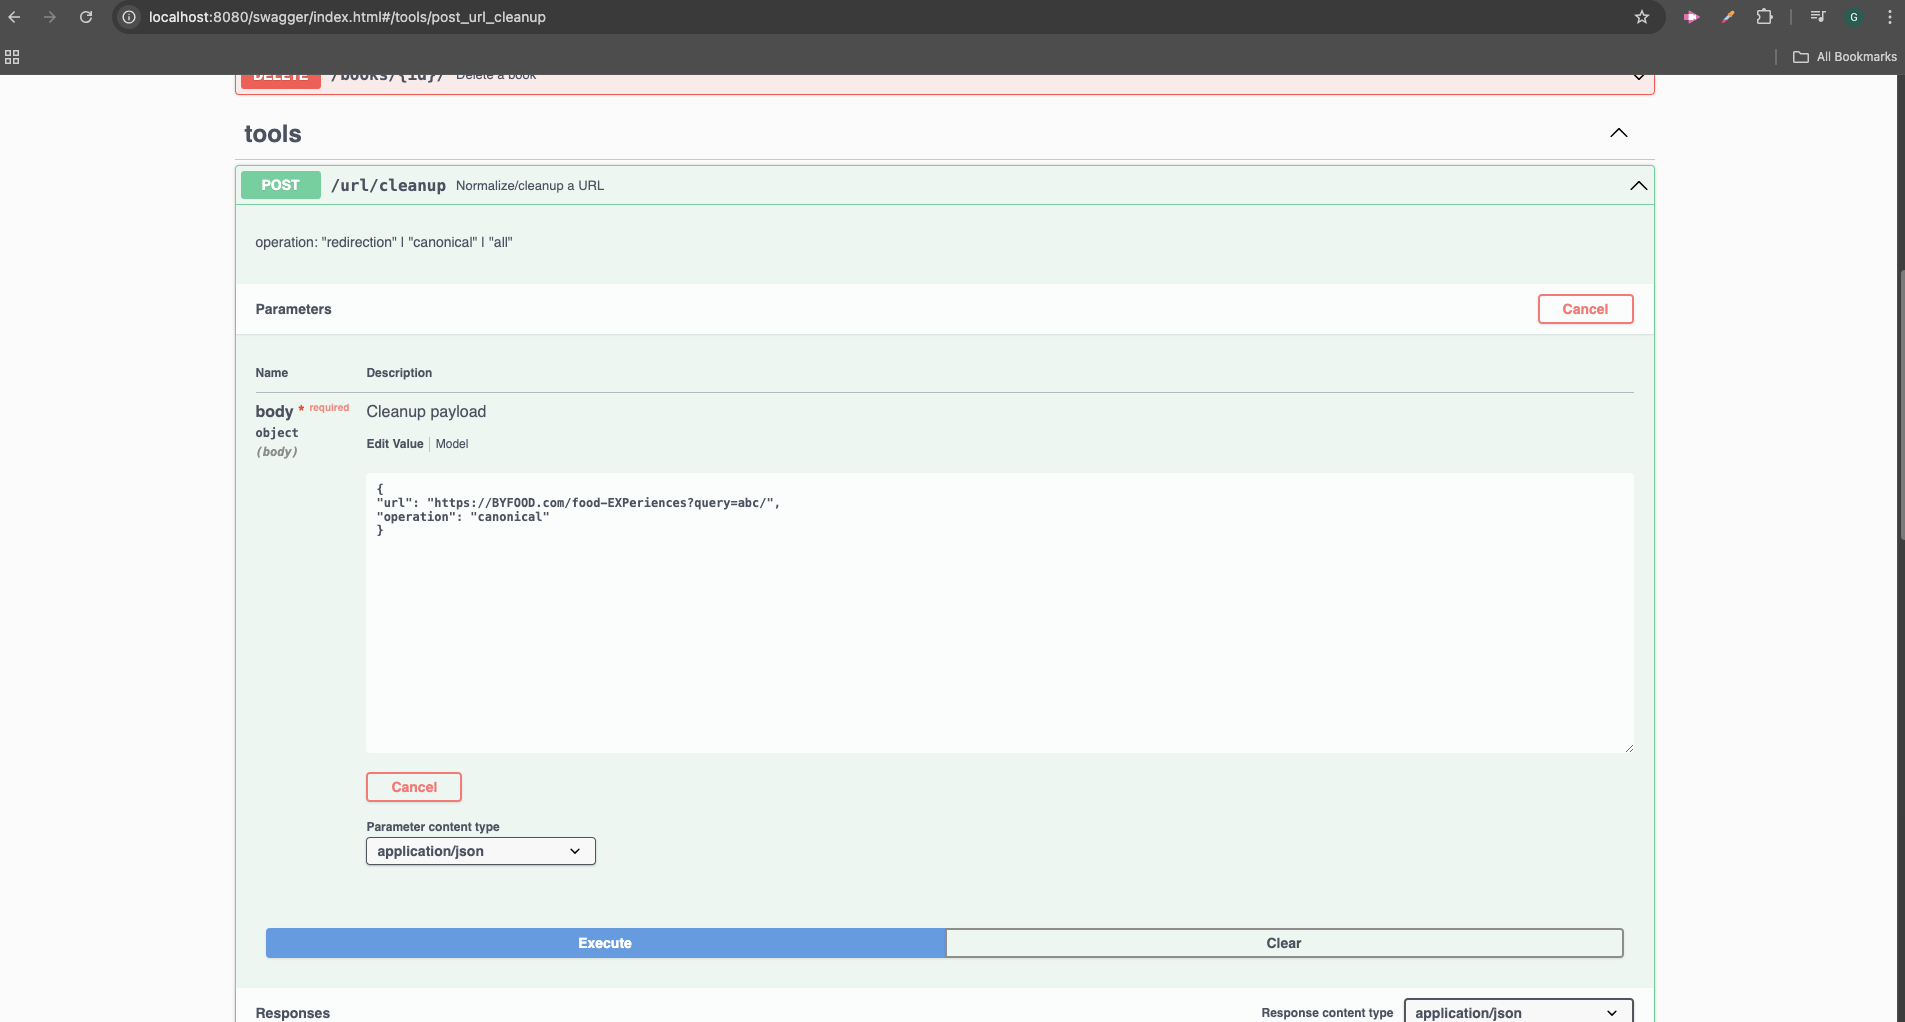 localhost:8080/swagger/index.html#/tools/post_url_cleanup
G
All Bookmarks
DELETE /books/{id}/ Delete a book
tools
POST /url/cleanup Normalize/cleanup a URL
operation: "redirection" | "canonical" | "all"
Parameters
Cancel
Name Description
body * required Cleanup payload
object
(body)
Edit Value | Model
{
"url": "https://BYFOOD.com/food-EXPeriences?query=abc/",
"operation": "canonical"
}
Cancel
Parameter content type
application/json
Execute Clear
Responses Response content type application/json